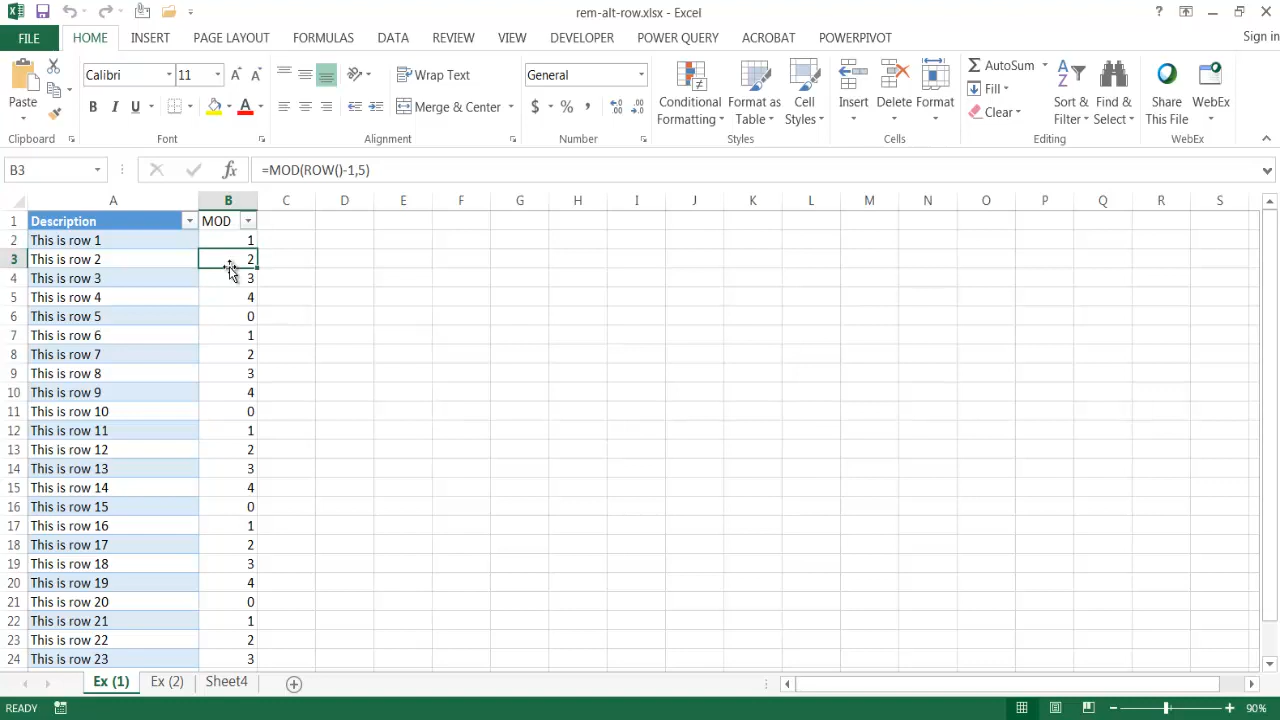 rem-alt-row.xlsx - Excel
?
FILE HOME INSERT PAGE LAYOUT FORMULAS DATA REVIEW VIEW DEVELOPER POWER QUERY ACROBAT POWERPIVOT Sign in
Paste
Calibri 11
B I U A
Wrap Text
Merge & Center
General
$ % ,
Conditional Formatting
Format as Table
Cell Styles
Insert Delete Format
AutoSum
Fill
Clear
Sort & Filter
Find & Select
Share This File
WebEx
Clipboard Font Alignment Number Styles Cells Editing WebEx
B3 fx =MOD(ROW()-1,5)
A B C D E F G H I J K L M N O P Q R S
1 Description MOD
2 This is row 1 1
3 This is row 2 2
4 This is row 3 3
5 This is row 4 4
6 This is row 5 0
7 This is row 6 1
8 This is row 7 2
9 This is row 8 3
10 This is row 9 4
11 This is row 10 0
12 This is row 11 1
13 This is row 12 2
14 This is row 13 3
15 This is row 14 4
16 This is row 15 0
17 This is row 16 1
18 This is row 17 2
19 This is row 18 3
20 This is row 19 4
21 This is row 20 0
22 This is row 21 1
23 This is row 22 2
24 This is row 23 3
Ex (1) Ex (2) Sheet4
READY 90%